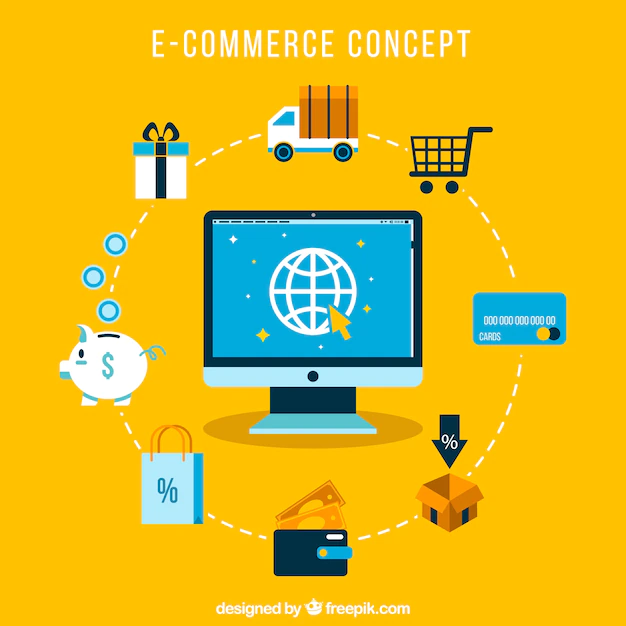 E-COMMERCE CONCEPT
000 000 000 000 00
CARDS
$
%
%
designed by freepik.com